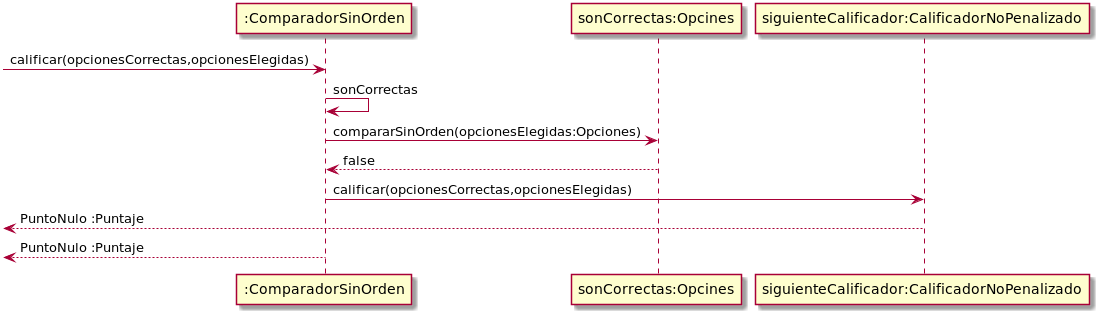 :ComparadorSinOrden
sonCorrectas:Opcines
siguienteCalificador:CalificadorNoPenalizado
calificar(opcionesCorrectas,opcionesElegidas)
sonCorrectas
compararSinOrden(opcionesElegidas:Opciones)
false
calificar(opcionesCorrectas,opcionesElegidas)
PuntoNulo :Puntaje
PuntoNulo :Puntaje
:ComparadorSinOrden
sonCorrectas:Opcines
siguienteCalificador:CalificadorNoPenalizado